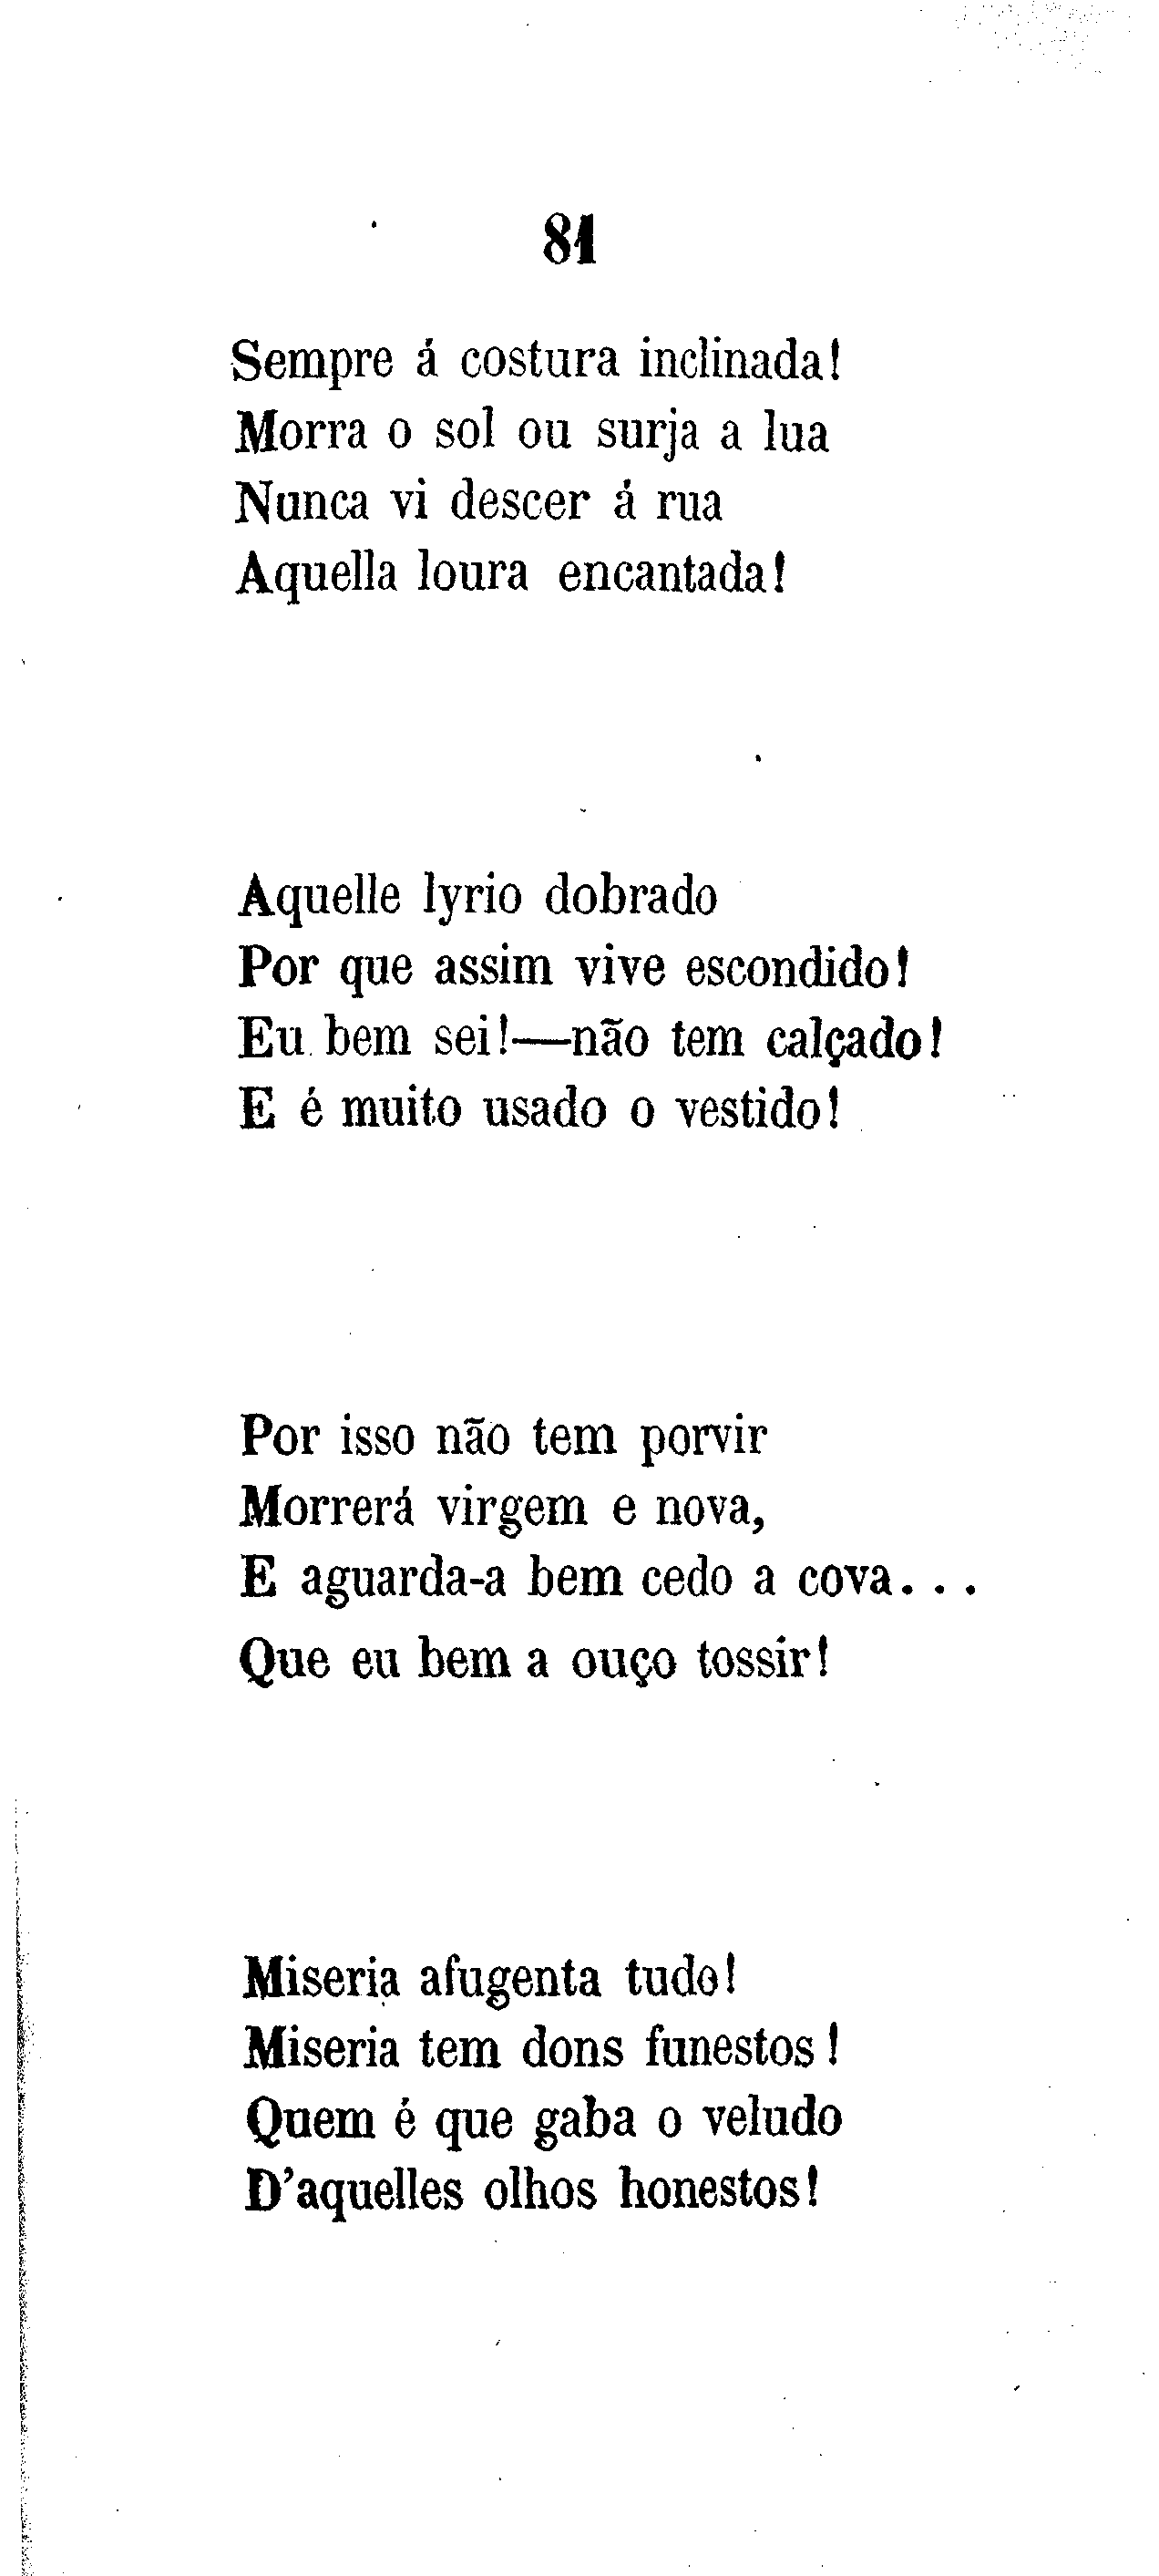 81
Sempre á costura inclinada!
Morra o sol ou surja a lua
Nunca vi descer á rua
Aquella loura encantada!
Aquelle lyrio dobrado
Por que assim vive escondido!
Eu bem sei!—não tem calçado!
E é muito usado o vestido!
Por isso não tem porvir
Morrerá virgem e nova,
E aguarda-a bem cedo a cova...
Que eu bem a ouço tossir!
Miseria afugenta tudo!
Miseria tem dons funestos!
Quem é que gaba o veludo
D'aquelles olhos honestos!